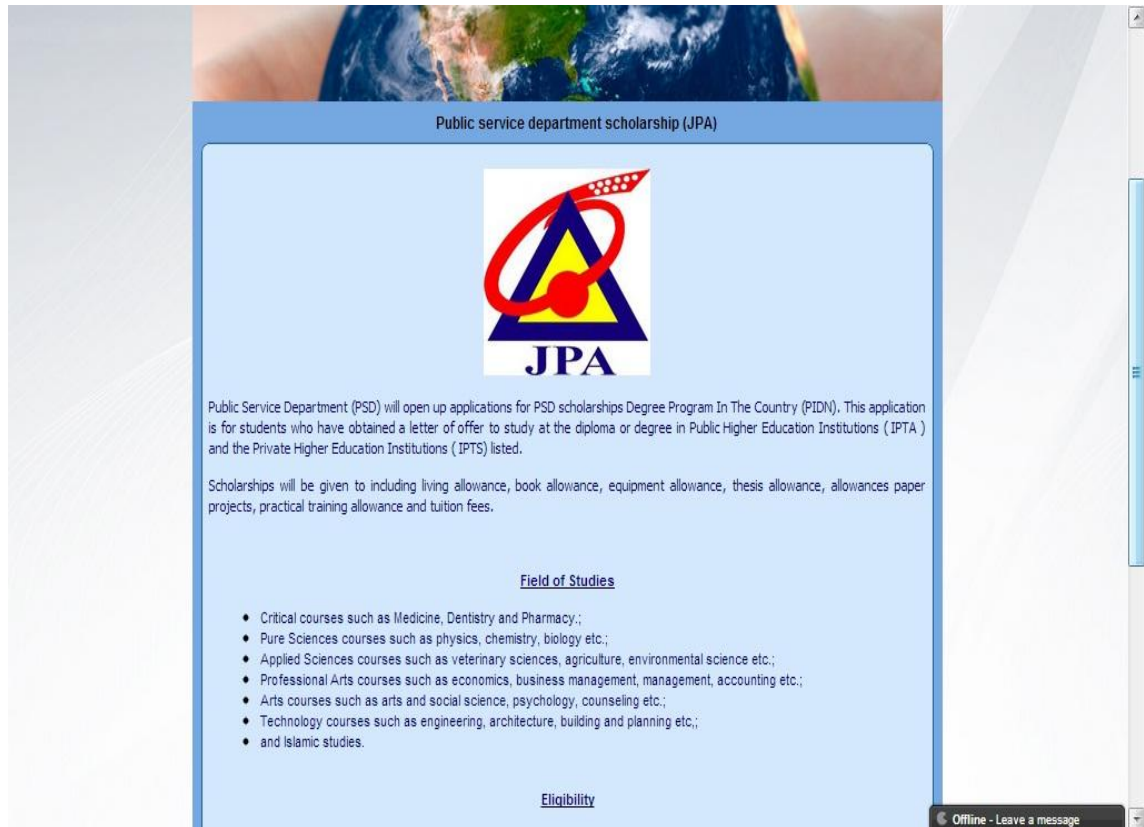 Public service department scholarship (JPA)
JPA
Public Service Department (PSD) will open up applications for PSD scholarships Degree Program In The Country (PIDN). This application
is for students who have obtained a letter of offer to study at the diploma or degree in Public Higher Education Institutions ( IPTA )
and the Private Higher Education Institutions ( IPTS) listed.
Scholarships will be given to including living allowance, book allowance, equipment allowance, thesis allowance, allowances paper
projects, practical training allowance and tuition fees.
Field of Studies
Critical courses such as Medicine, Dentistry and Pharmacy.;
Pure Sciences courses such as physics, chemistry, biology etc.;
Applied Sciences courses such as veterinary sciences, agriculture, environmental science etc.;
Professional Arts courses such as economics, business management, management, accounting etc.;
Arts courses such as arts and social science, psychology, counseling etc.;
Technology courses such as engineering, architecture, building and planning etc,;
and Islamic studies.
Eligibility
Offline - Leave a message